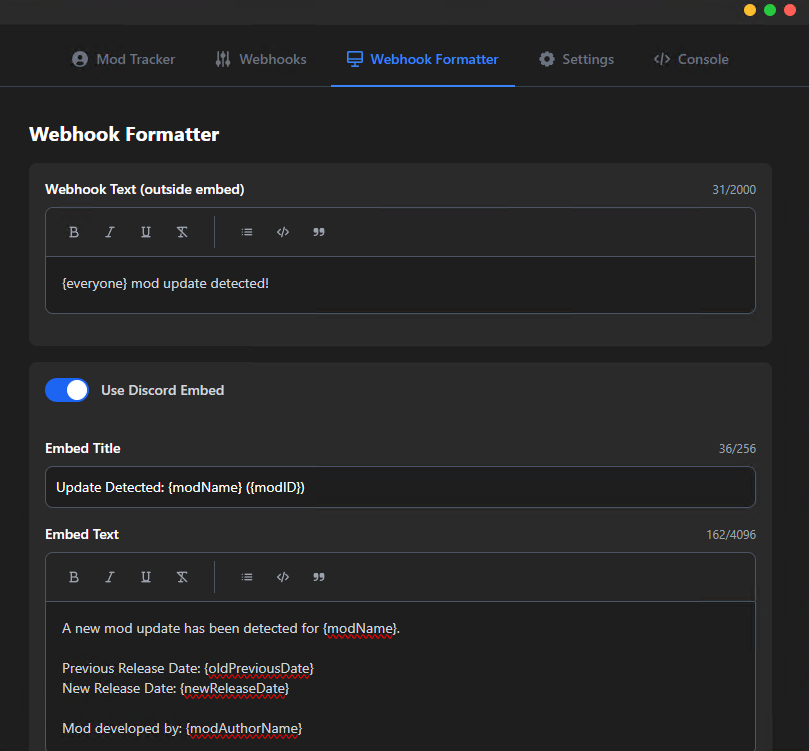 Mod Tracker Webhooks Webhook Formatter Settings Console
Webhook Formatter
Webhook Text (outside embed) 31/2000
B I U
{everyone} mod update detected!
Use Discord Embed
Embed Title 36/256
Update Detected: {modName} ({modID})
Embed Text 162/4096
B I U
A new mod update has been detected for {modName}.
Previous Release Date: {oldPreviousDate}
New Release Date: {newReleaseDate}
Mod developed by: {modAuthorName}